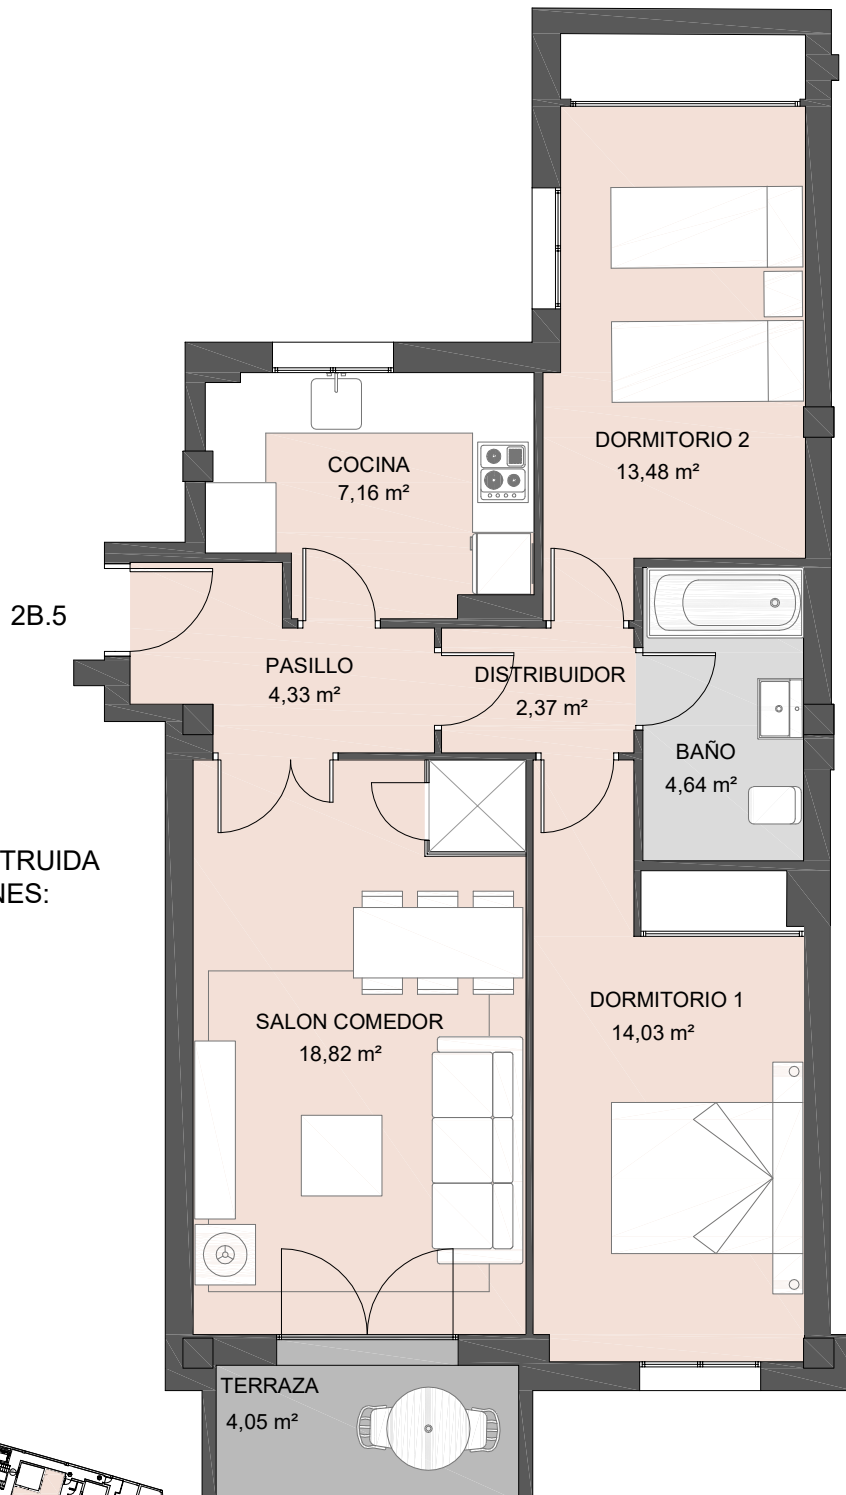 DORMITORIO 2
13,48 m²
COCINA
7,16 m²
2B.5
PASILLO
4,33 m²
DISTRIBUIDOR
2,37 m²
BAÑO
4,64 m²
TRUIDA
NES:
DORMITORIO 1
14,03 m²
SALON COMEDOR
18,82 m²
TERRAZA
4,05 m²